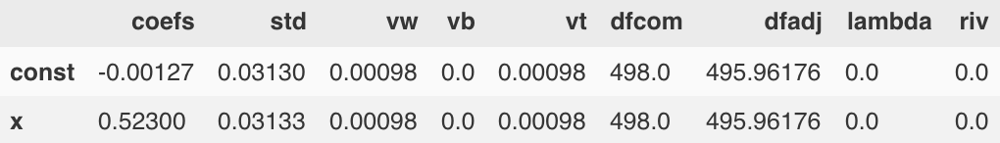 coefs std vw vb vt dfcom dfadj lambda riv
const -0.00127 0.03130 0.00098 0.0 0.00098 498.0 495.96176 0.0 0.0
x 0.52300 0.03133 0.00098 0.0 0.00098 498.0 495.96176 0.0 0.0